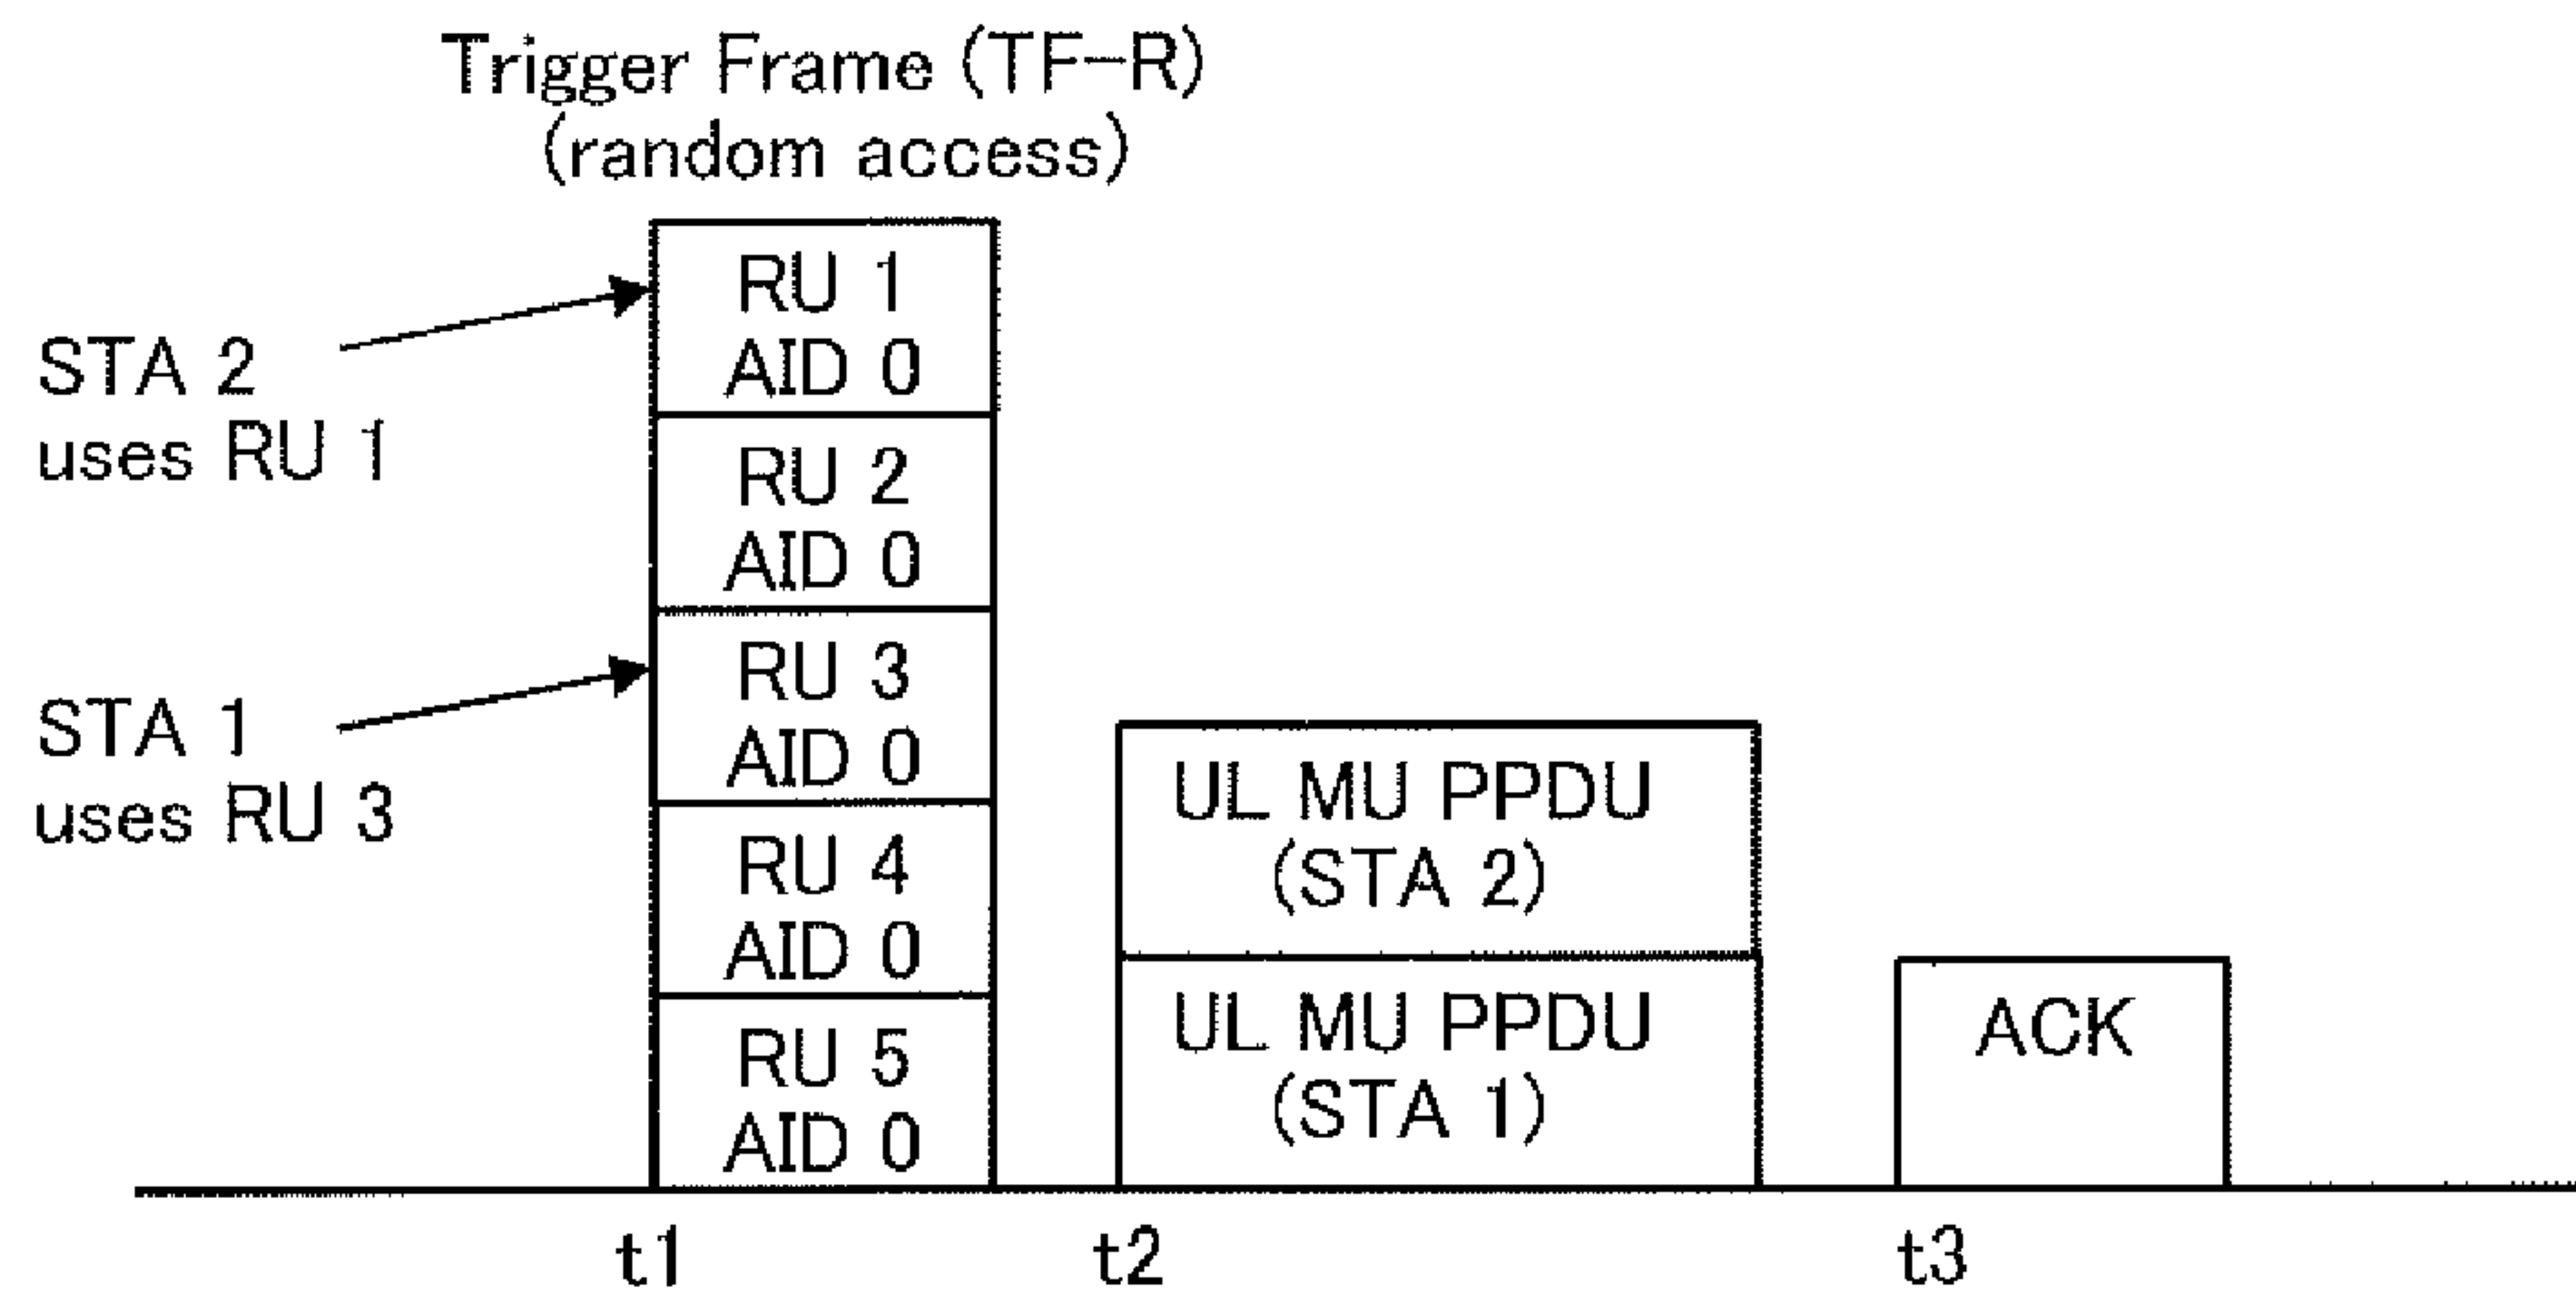 Trigger Frame (TF-R)
(random access)
STA 2
uses RU 1
STA 1
uses RU 3
RU 1
AID 0
RU 2
AID 0
RU 3
AID 0
RU 4
AID 0
RU 5
AID 0
UL MU PPDU
(STA 2)
UL MU PPDU
(STA 1)
ACK
t1
t2
t3